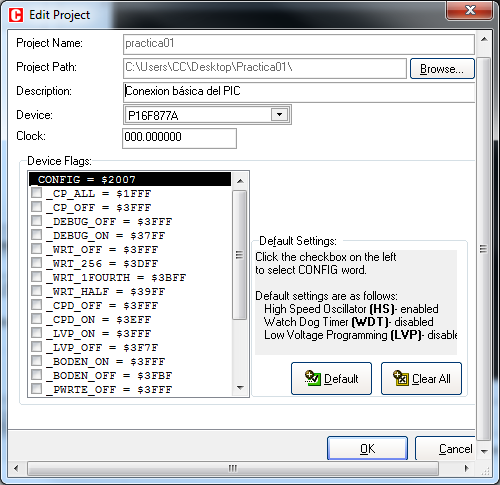 Edit Project
Project Name:
practica01
Project Path:
C:\Users\CC\Desktop\Practica01\
Browse...
Description:
Conexion básica del PIC
Device:
P16F877A
Clock:
000.000000
Device Flags:
_CONFIG = $2007
_CP_ALL = $1FFF
_CP_OFF = $3FFF
_DEBUG_OFF = $3FFF
_DEBUG_ON = $37FF
_WRT_OFF = $3FFF
_WRT_256 = $3DFF
_WRT_1FOURTH = $3BFF
_WRT_HALF = $39FF
_CPD_OFF = $3FFF
_CPD_ON = $3EFF
_LVP_ON = $3FFF
_LVP_OFF = $3F7F
_BODEN_ON = $3FFF
_BODEN_OFF = $3FBF
_PWRTE_OFF = $3FFF
Default Settings:
Click the checkbox on the left
to select CONFIG word.
Default settings are as follows:
High Speed Oscillator (HS)- enabled
Watch Dog Timer (WDT)- disabled
Low Voltage Programming (LVP)- disable
Default
Clear All
OK
Cancel